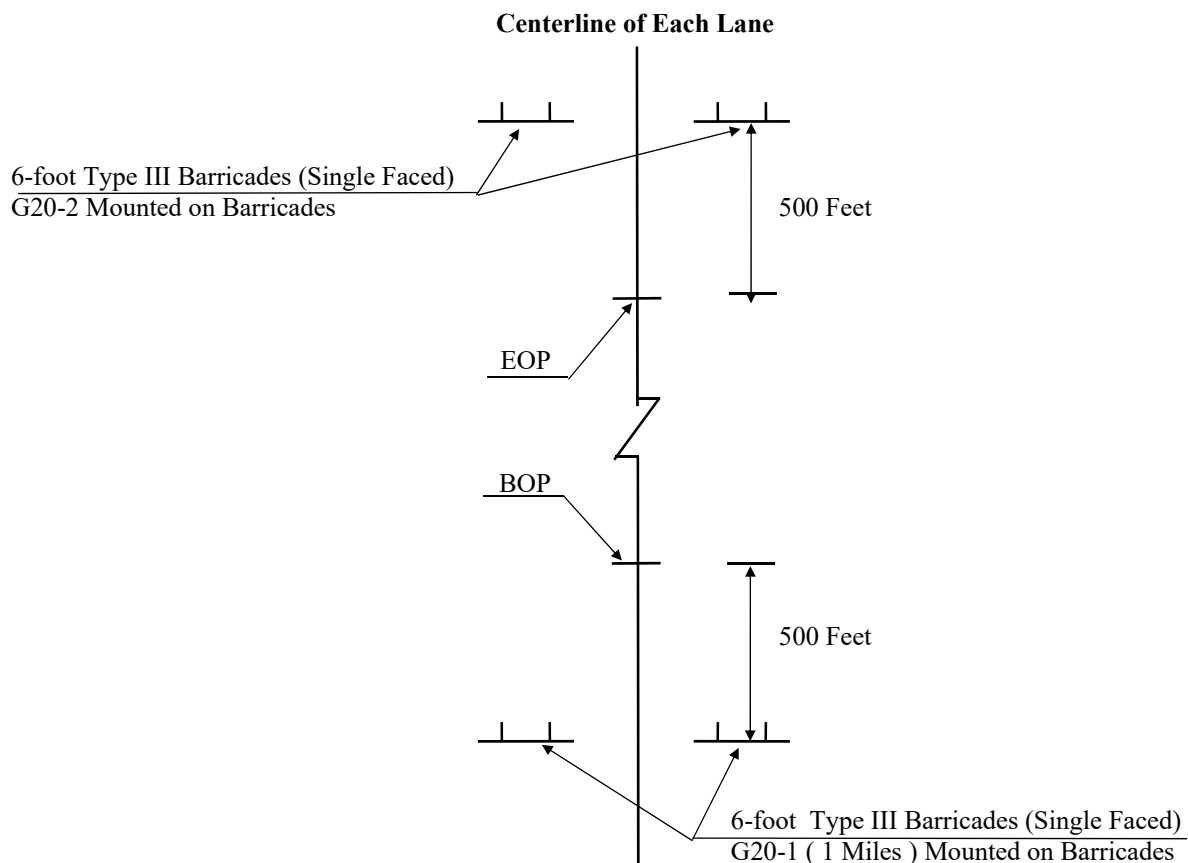 Centerline of Each Lane
6-foot Type III Barricades (Single Faced)
G20-2 Mounted on Barricades
500 Feet
EOP
BOP
500 Feet
6-foot Type III Barricades (Single Faced)
G20-1 ( 1 Miles ) Mounted on Barricades